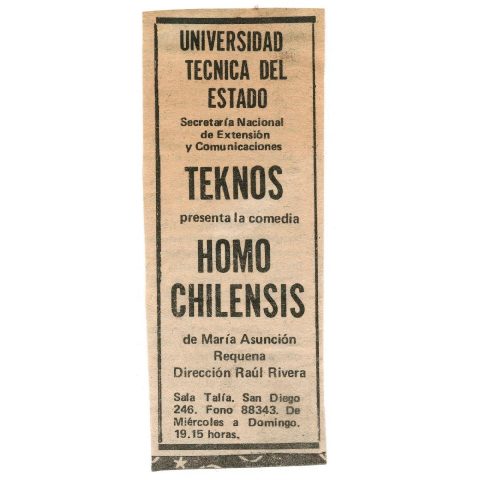 UNIVERSIDAD
TECNICA DEL
ESTADO
Secretaría Nacional
de Extensión
y Comunicaciones
TEKNOS
presenta la comedia
HOMO
CHILENSIS
de María Asunción
Requena
Dirección Raúl Rivera
Sala Talía. San Diego
246. Fono 88343. De
Miércoles a Domingo.
19.15 horas.